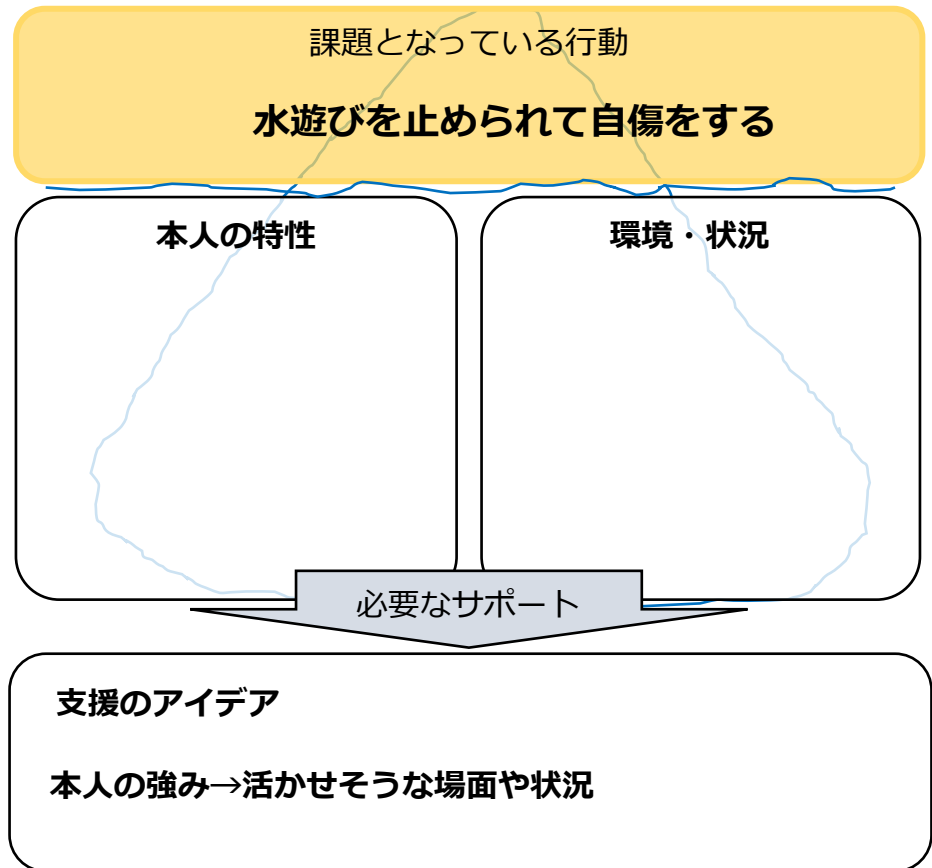 課題となっている行動
水遊びを止められて自傷をする
本人の特性
環境・状況
必要なサポート
支援のアイデア
本人の強み→活かせそうな場面や状況